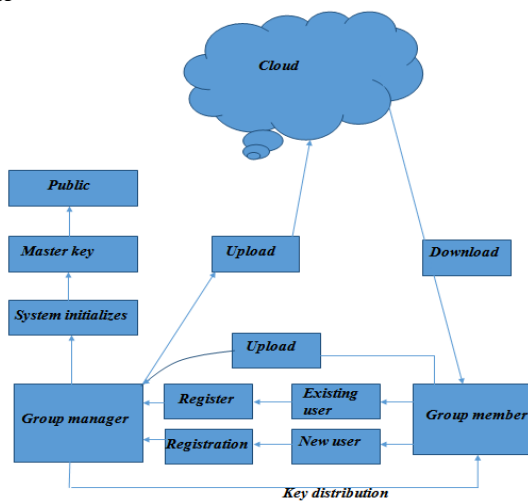 Cloud
Public
Master key
Upload
Download
System initializes
Upload
Group manager
Register
Existing
user
Group member
Registration
New user
Key distribution